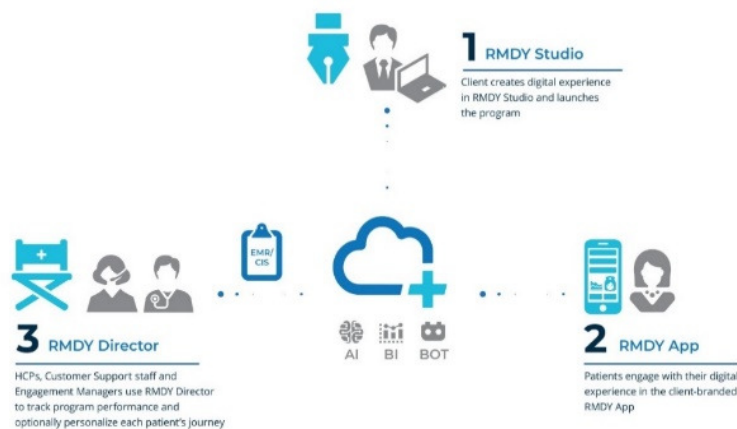 1 RMDY Studio
Client creates digital experience
in RMDY Studio and launches
the program
EMR/
CIS
AI BI BOT
3 RMDY Director
HCPs, Customer Support staff and
Engagement Managers use RMDY Director
to track program performance and
optionally personalize each patient's journey
2 RMDY App
Patients engage with their digital
experience in the client-branded
RMDY App